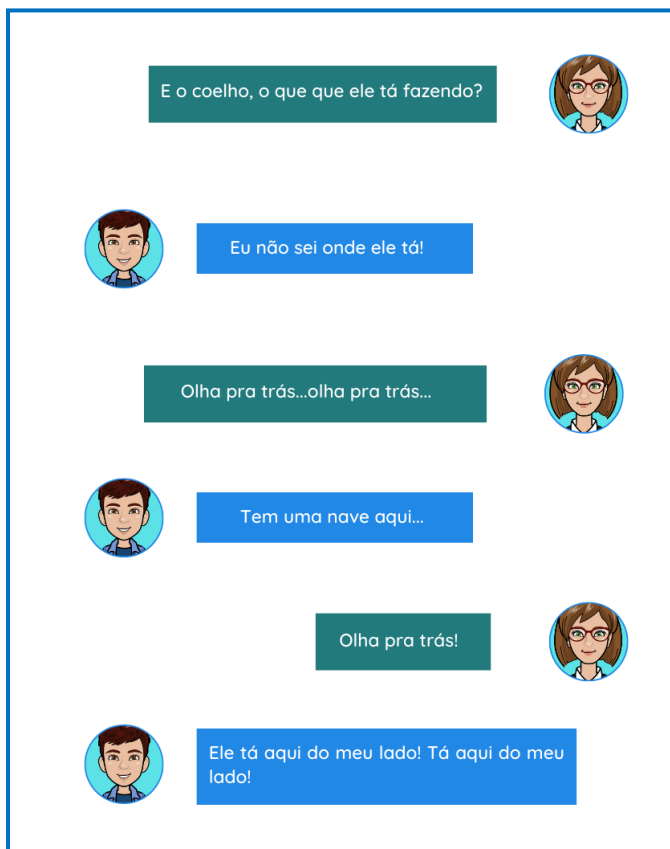 E o coelho, o que que ele tá fazendo?
Eu não sei onde ele tá!
Olha pra trás...olha pra trás...
Tem uma nave aqui...
Olha pra trás!
Ele tá aqui do meu lado! Tá aqui do meu
lado!